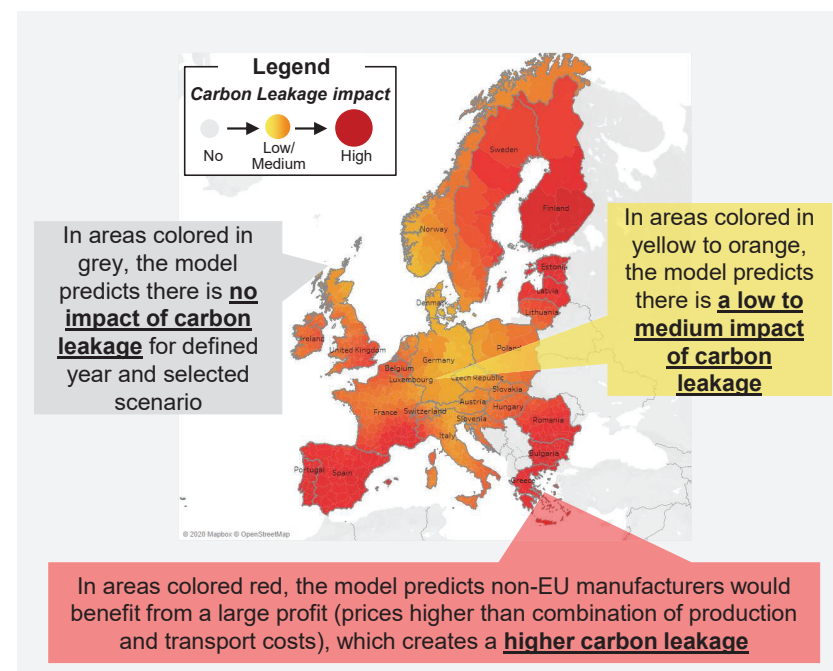 Legend
Carbon Leakage impact
No
Low/
Medium
High
In areas colored in
grey, the model
predicts there is no
impact of carbon
leakage for defined
year and selected
scenario
In areas colored in
yellow to orange,
the model predicts
there is a low to
medium impact
of carbon
leakage
Sweden
Finland
Norway
Estonia
Latvia
Lithuania
Denmark
Ireland
United Kingdom
Belgium
Germany
Poland
Luxembourg
Czech Republic
Slovakia
France
Switzerland
Austria
Hungary
Slovenia
Romania
Italy
Bulgaria
Portugal
Spain
Greece
© 2020 Mapbox © OpenStreetMap
In areas colored red, the model predicts non-EU manufacturers would
benefit from a large profit (prices higher than combination of production
and transport costs), which creates a higher carbon leakage